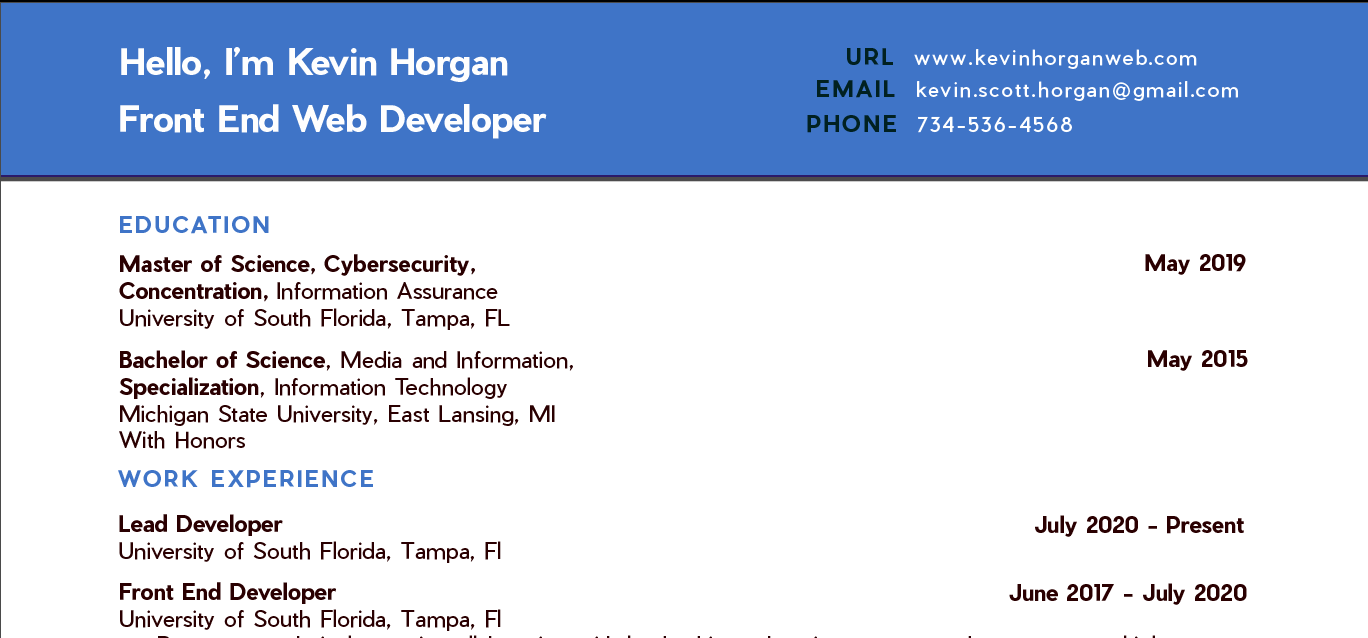 Hello, I'm Kevin Horgan
Front End Web Developer
URL www.kevinhorganweb.com
EMAIL kevin.scott.horgan@gmail.com
PHONE 734-536-4568
EDUCATION
Master of Science, Cybersecurity, May 2019
Concentration, Information Assurance
University of South Florida, Tampa, FL
Bachelor of Science, Media and Information, May 2015
Specialization, Information Technology
Michigan State University, East Lansing, MI
With Honors
WORK EXPERIENCE
Lead Developer July 2020 - Present
University of South Florida, Tampa, Fl
Front End Developer June 2017 - July 2020
University of South Florida, Tampa, Fl